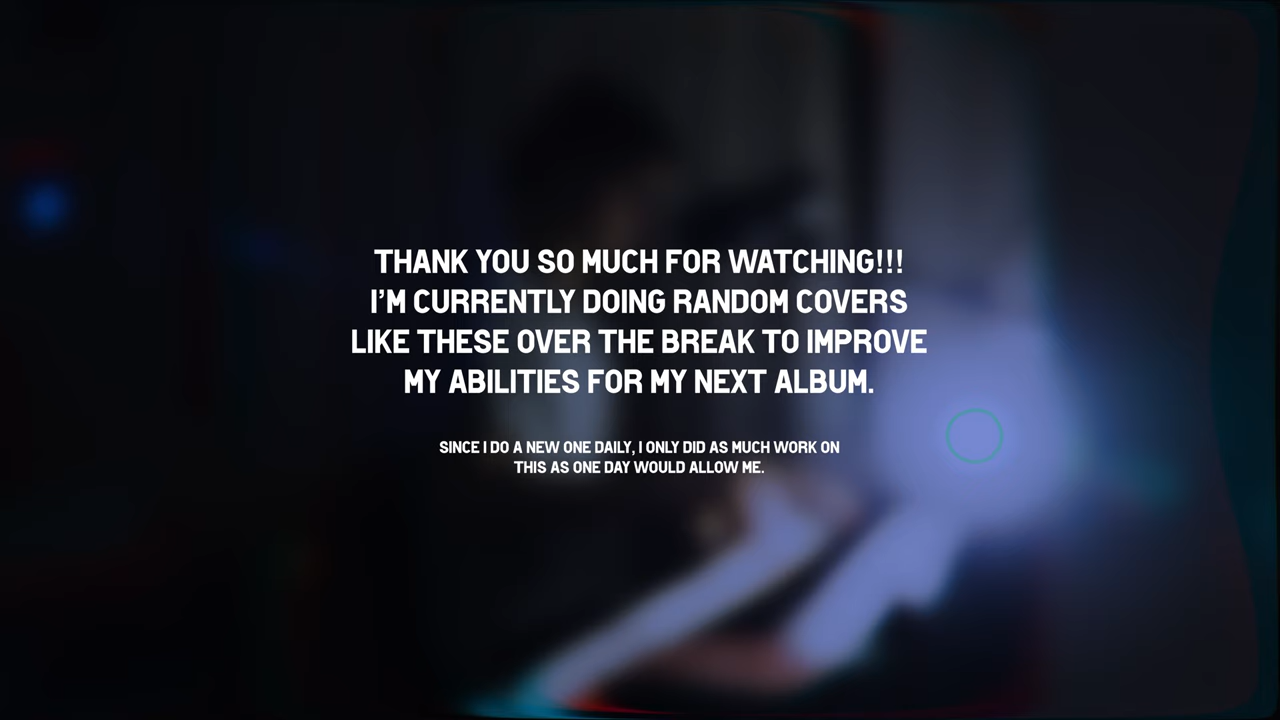 THANK YOU SO MUCH FOR WATCHING!!!
I'M CURRENTLY DOING RANDOM COVERS
LIKE THESE OVER THE BREAK TO IMPROVE
MY ABILITIES FOR MY NEXT ALBUM.
SINCE I DO A NEW ONE DAILY, I ONLY DID AS MUCH WORK ON
THIS AS ONE DAY WOULD ALLOW ME.